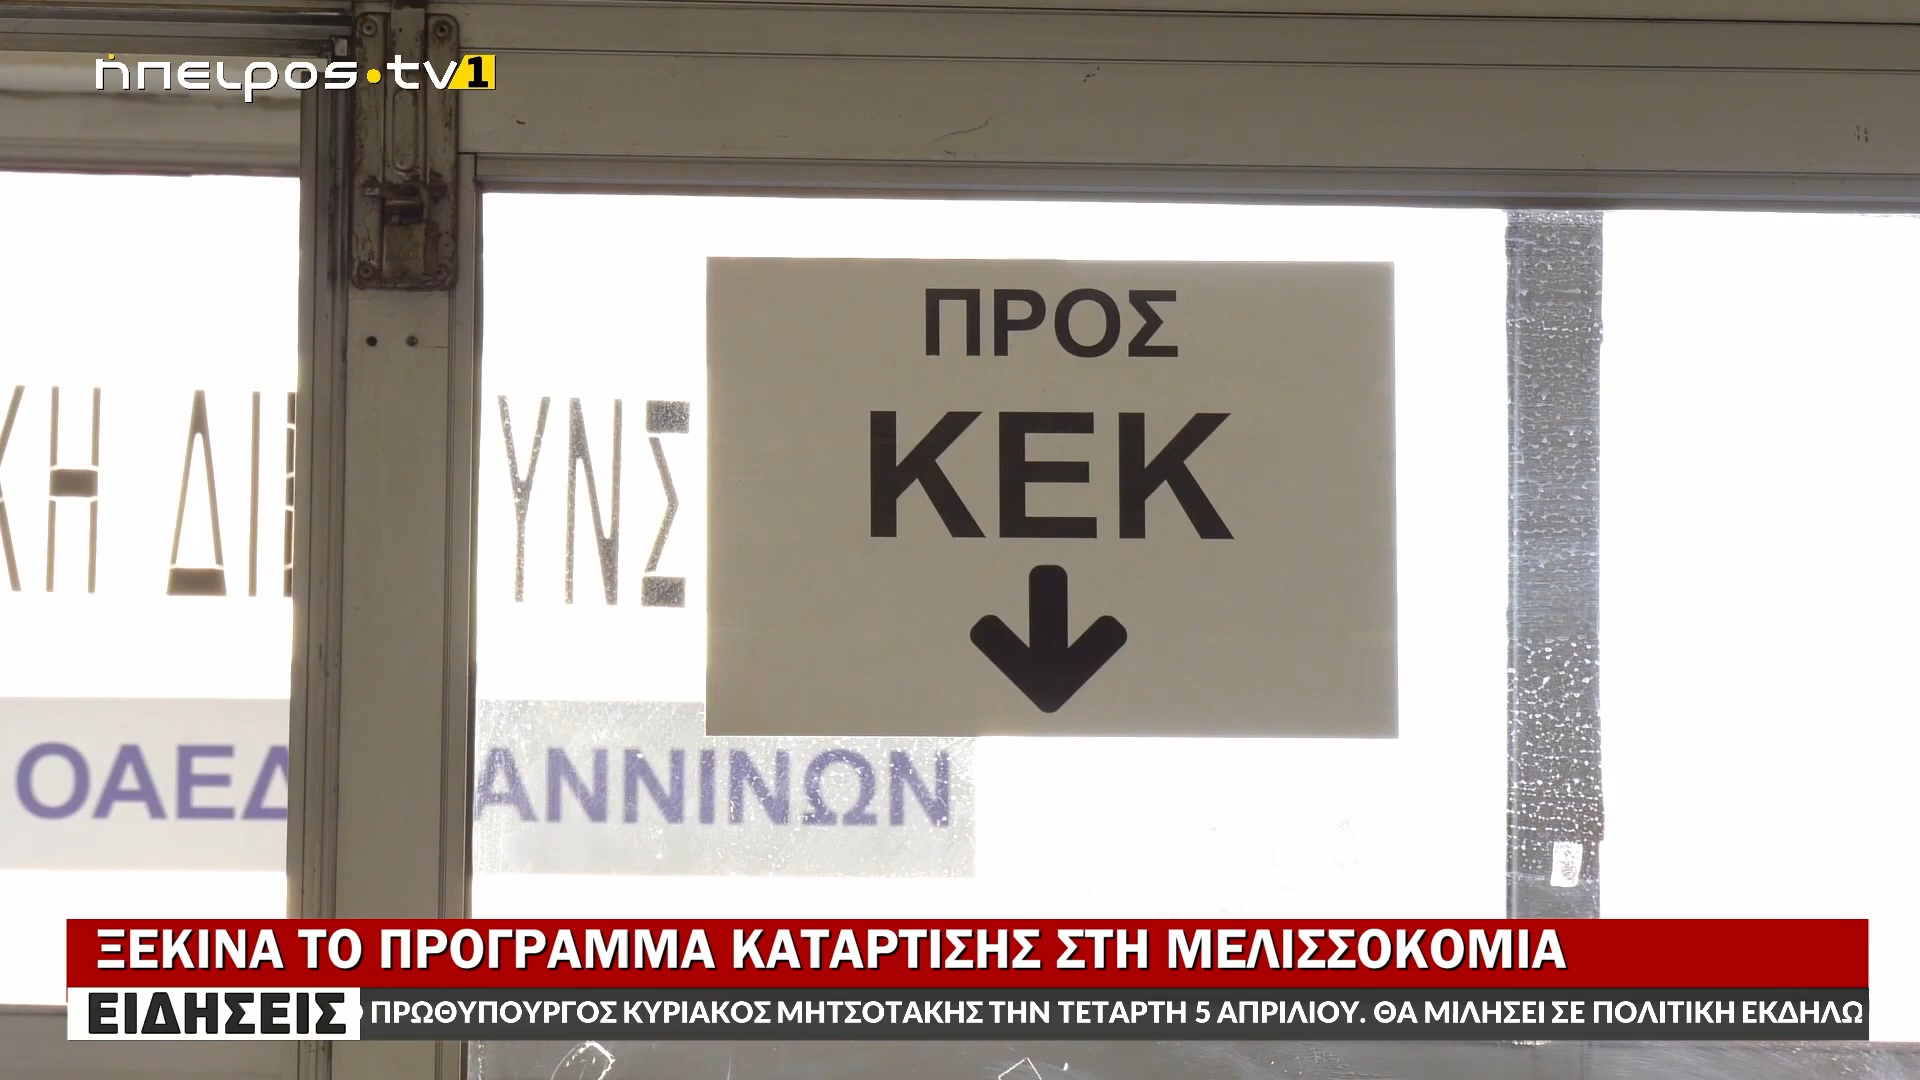 ήπειρος.tv1
ΠΡΟΣ
ΚΕΚ
ΚΗ
ΥΝΣ
ΟΑΕΔ ΑΝΝΙΝΩΝ
ΞΕΚΙΝΑ ΤΟ ΠΡΟΓΡΑΜΜΑ ΚΑΤΑΡΤΙΣΗΣ ΣΤΗ ΜΕΛΙΣΣΟΚΟΜΙΑ
ΕΙΔΗΣΕΙΣ
Ο ΠΡΩΘΥΠΟΥΡΓΟΣ ΚΥΡΙΑΚΟΣ ΜΗΤΣΟΤΑΚΗΣ ΤΗΝ ΤΕΤΑΡΤΗ 5 ΑΠΡΙΛΙΟΥ. ΘΑ ΜΙΛΗΣΕΙ ΣΕ ΠΟΛΙΤΙΚΗ ΕΚΔΗΛΩ